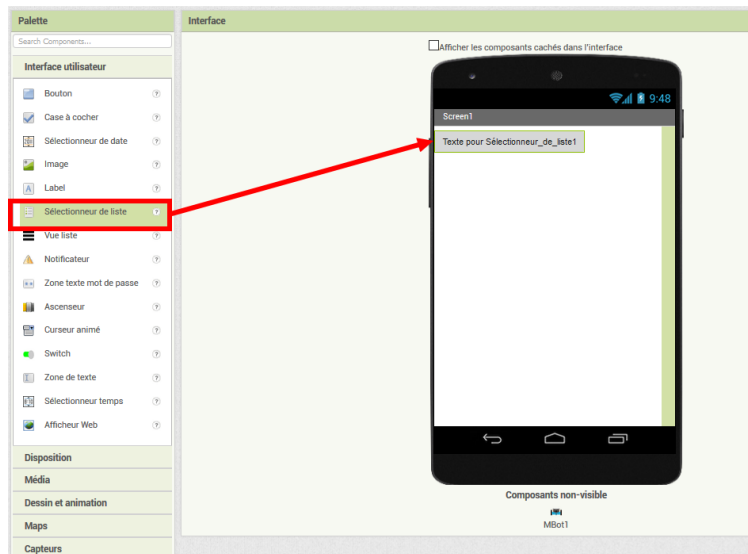 Palette
Search Components...
Interface utilisateur
Bouton
Case à cocher
Sélectionneur de date
Image
Label
Sélectionneur de liste
Vue liste
Notificateur
Zone texte mot de passe
Ascenseur
Curseur animé
Switch
Zone de texte
Sélectionneur temps
Afficheur Web
Disposition
Média
Dessin et animation
Maps
Capteurs
Interface
Afficher les composants cachés dans l'interface
9:48
Screen1
Texte pour Sélectionneur_de_liste1
Composants non-visible
MBot1